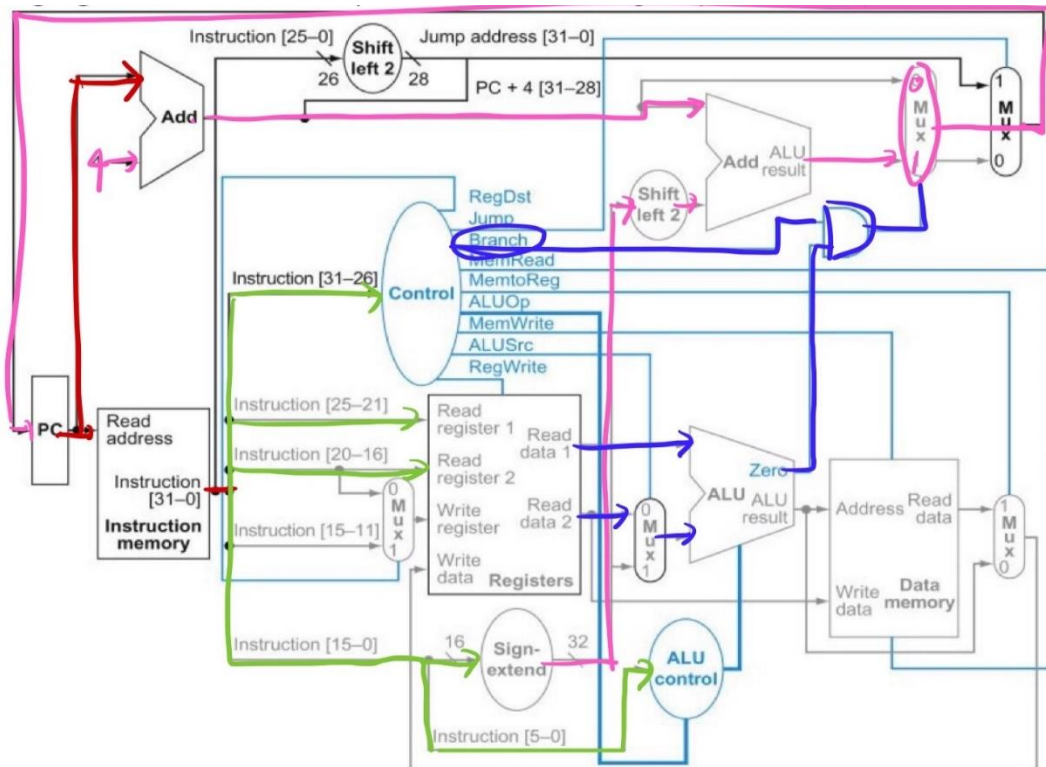 Instruction [25–0]
Shift left 2
Jump address [31–0]
26
28
PC + 4 [31–28]
Add
4
1
Mux
0
0
Mux
1
Add
ALU result
Shift left 2
RegDst
Jump
Branch
MemRead
MemtoReg
ALUOp
MemWrite
ALUSrc
RegWrite
Control
Instruction [31–26]
PC
Read address
Instruction [31–0]
Instruction memory
Instruction [25–21]
Instruction [20–16]
Instruction [15–11]
0
Mux
1
Read register 1
Read register 2
Write register
Write data
Read data 1
Read data 2
Registers
0
Mux
1
Zero
ALU
ALU result
Address
Read data
Write data
Data memory
1
Mux
0
Instruction [15–0]
16
Sign-extend
32
ALU control
Instruction [5–0]